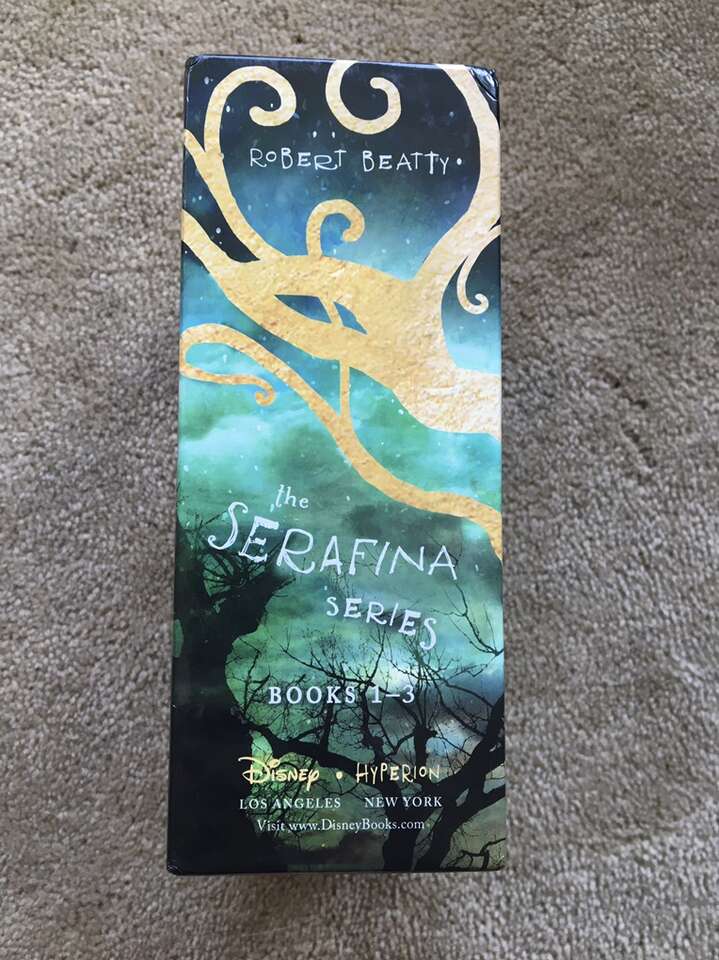 ROBERT BEATTY
the
SERAFINA
SERIES
BOOKS 1–3
Disney • HYPERION
LOS ANGELES NEW YORK
Visit www.DisneyBooks.com